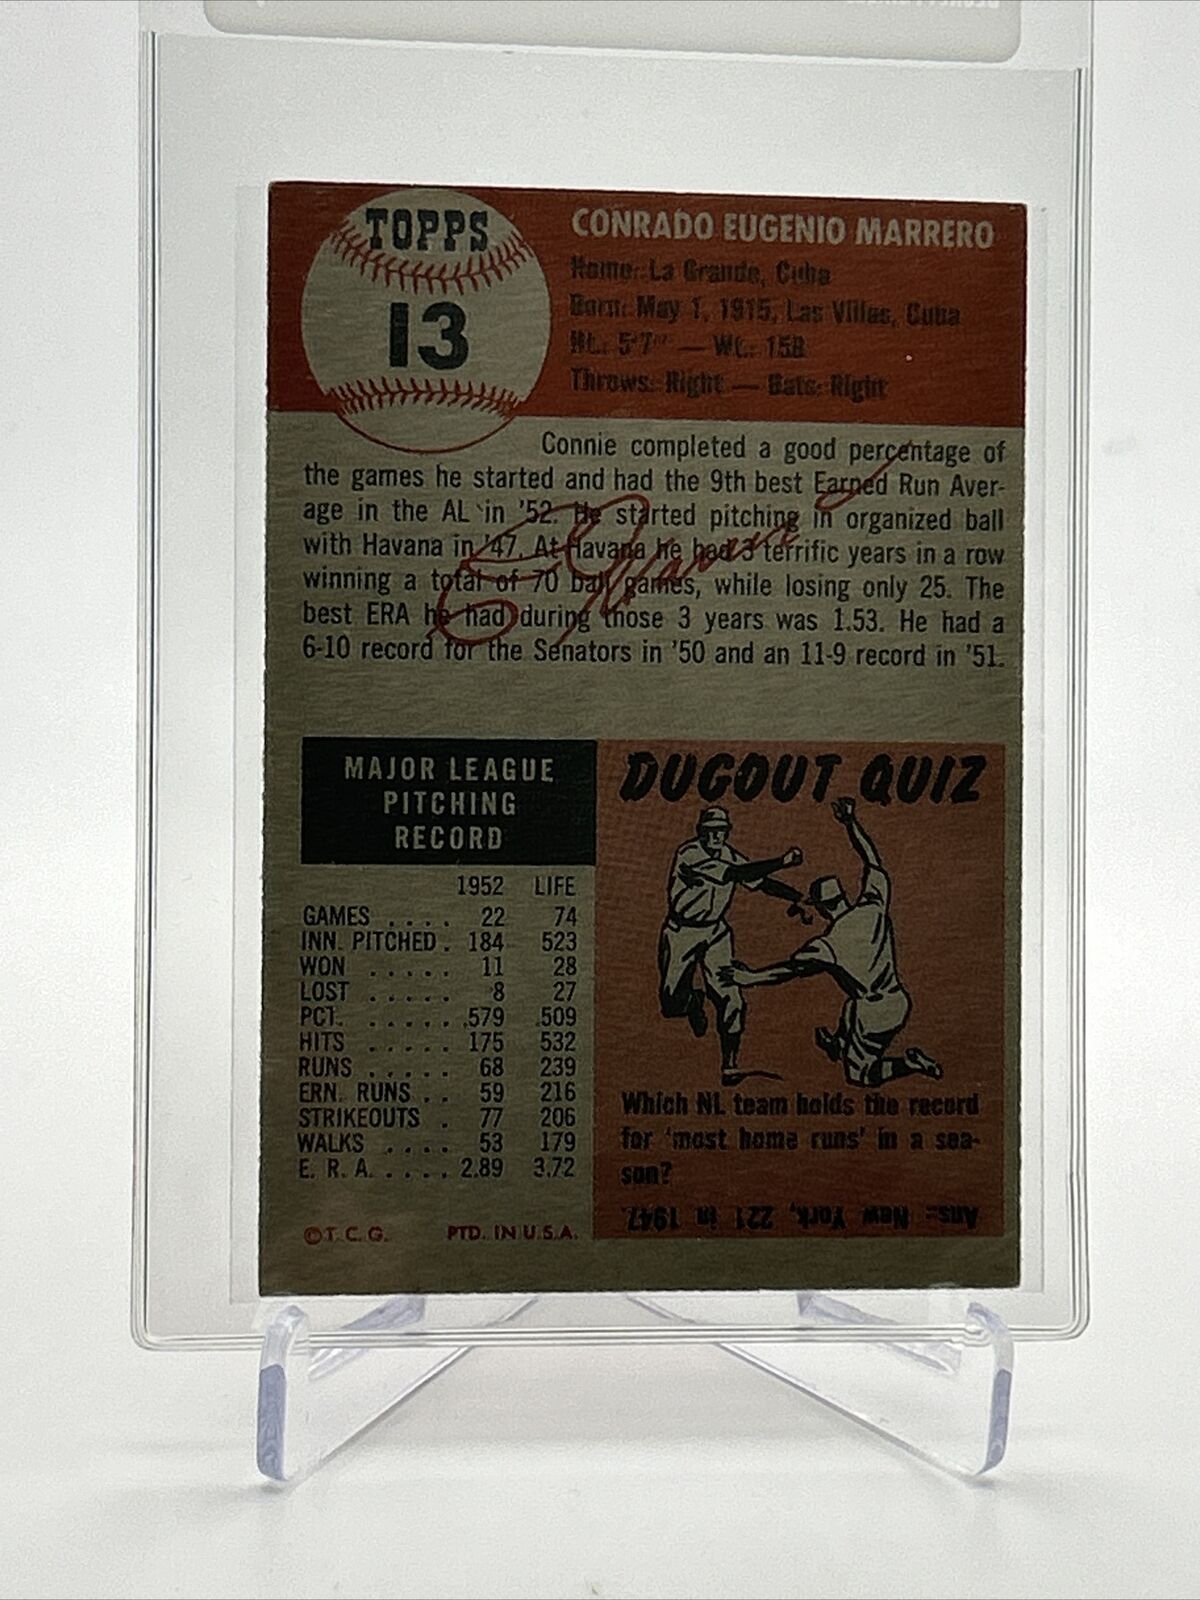 TOPPS
13
CONRADO EUGENIO MARRERO
Home: La Grande, Cuba
Born: May 1, 1915, Las Villas, Cuba
Ht.: 5'7" — Wt.: 158
Throws: Right — Bats: Right
Connie completed a good percentage of
the games he started and had the 9th best Earned Run Aver-
age in the AL in '52. He started pitching in organized ball
with Havana in '47. At Havana he had 3 terrific years in a row
winning a total of 70 ball games, while losing only 25. The
best ERA he had during those 3 years was 1.53. He had a
6-10 record for the Senators in '50 and an 11-9 record in '51.
MAJOR LEAGUE
PITCHING
RECORD
1952 LIFE
GAMES .... 22 74
INN. PITCHED . 184 523
WON ..... 11 28
LOST ..... 8 27
PCT. ..... .579 .509
HITS ..... 175 532
RUNS ..... 68 239
ERN. RUNS .. 59 216
STRIKEOUTS . 77 206
WALKS .... 53 179
E. R. A. .... 2.89 3.72
©T. C. G. PTD. IN U.S.A.
DUGOUT QUIZ
Which NL team holds the record
for 'most home runs' in a sea-
son?
Ans.: New York, 221 in 1947.